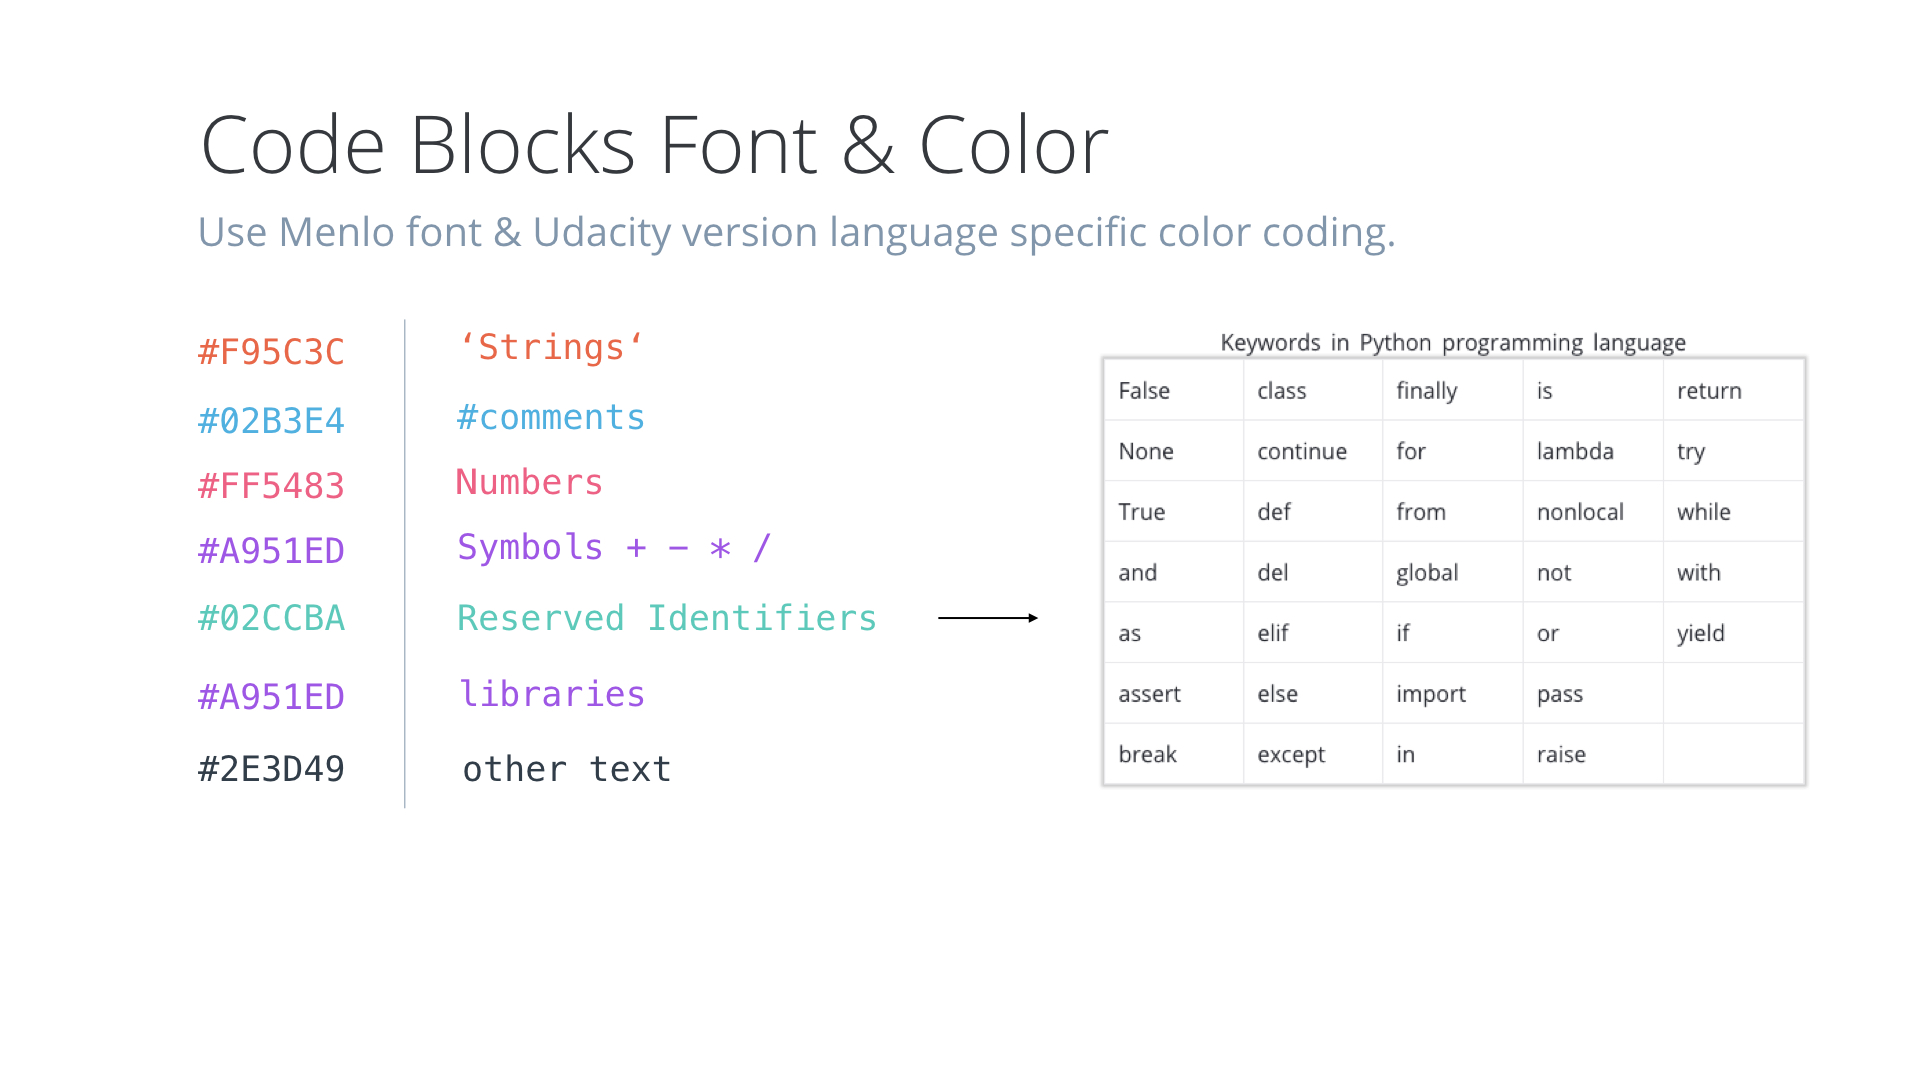 Code Blocks Font & Color
Use Menlo font & Udacity version language specific color coding.
#F95C3C ‘Strings‘
#02B3E4 #comments
#FF5483 Numbers
#A951ED Symbols + − * /
#02CCBA Reserved Identifiers
#A951ED libraries
#2E3D49 other text
Keywords in Python programming language
False class finally is return
None continue for lambda try
True def from nonlocal while
and del global not with
as elif if or yield
assert else import pass
break except in raise